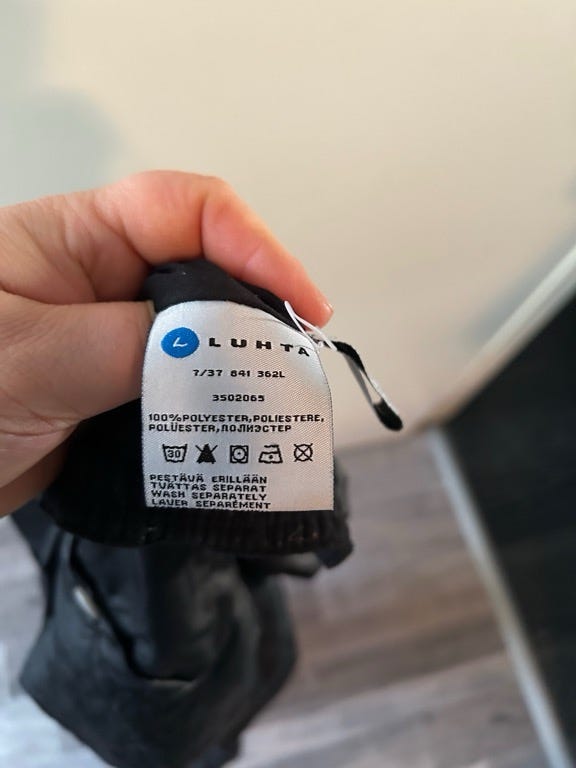 L LUHTA
7/37 841 362L
3502065
100%POLYESTER,POLIESTERE,
POLÜESTER,ПОЛИЭСТЕР
30
PESTÄVÄ ERILLÄÄN
TVÄTTAS SEPARAT
WASH SEPARATELY
LAVER SEPARÉMENT